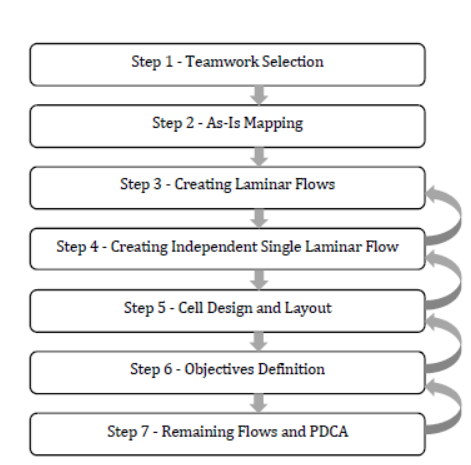 Step 1 - Teamwork Selection
Step 2 - As-Is Mapping
Step 3 - Creating Laminar Flows
Step 4 - Creating Independent Single Laminar Flow
Step 5 - Cell Design and Layout
Step 6 - Objectives Definition
Step 7 - Remaining Flows and PDCA